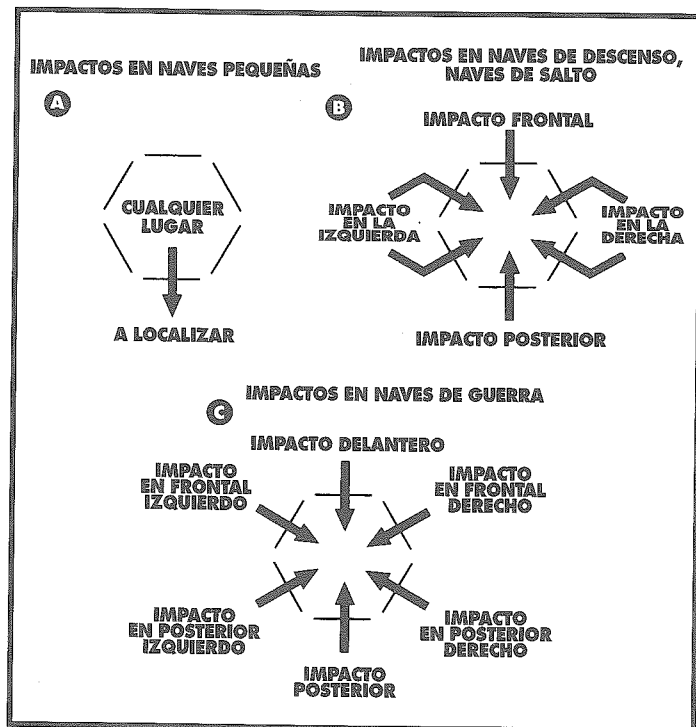 IMPACTOS EN NAVES PEQUEÑAS
A
CUALQUIER
LUGAR
A LOCALIZAR
IMPACTOS EN NAVES DE DESCENSO,
NAVES DE SALTO
B
IMPACTO FRONTAL
IMPACTO
EN LA
IZQUIERDA
IMPACTO
EN LA
DERECHA
IMPACTO POSTERIOR
IMPACTOS EN NAVES DE GUERRA
C
IMPACTO DELANTERO
IMPACTO
EN FRONTAL
IZQUIERDO
IMPACTO
EN FRONTAL
DERECHO
IMPACTO
EN POSTERIOR
IZQUIERDO
IMPACTO
EN POSTERIOR
DERECHO
IMPACTO
POSTERIOR